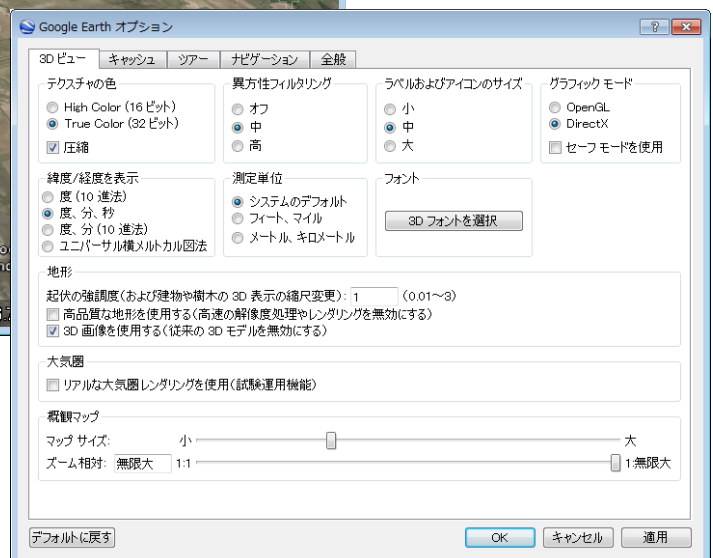 Google Earth オプション
3D ビュー キャッシュ ツアー ナビゲーション 全般
テクスチャの色
High Color (16 ビット)
True Color (32 ビット)
圧縮
異方性フィルタリング
オフ
中
高
ラベルおよびアイコンのサイズ
小
中
大
グラフィック モード
OpenGL
DirectX
セーフ モードを使用
緯度/経度を表示
度 (10 進法)
度、分、秒
度、分 (10 進法)
ユニバーサル横メルトカル図法
測定単位
システムのデフォルト
フィート、マイル
メートル、キロメートル
フォント
3D フォントを選択
地形
起伏の強調度(および建物や樹木の 3D 表示の縮尺変更): 1 (0.01～3)
高品質な地形を使用する(高速の解像度処理やレンダリングを無効にする)
3D 画像を使用する(従来の 3D モデルを無効にする)
大気圏
リアルな大気圏レンダリングを使用(試験運用機能)
概観マップ
マップ サイズ: 小 大
ズーム相対: 無限大 1:1 1:無限大
デフォルトに戻す OK キャンセル 適用